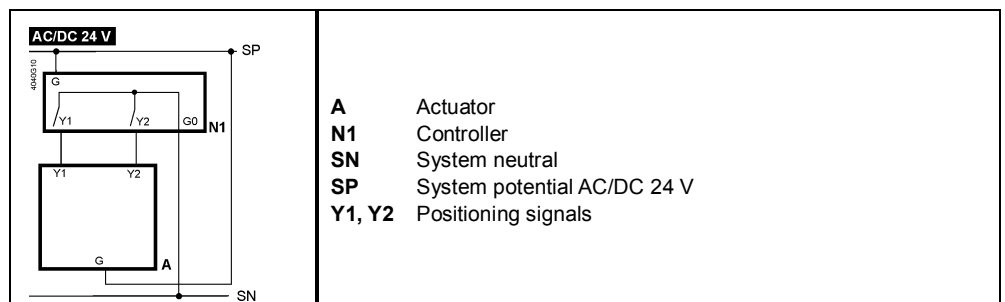 AC/DC 24 V
SP
4040G10
G
Y1
Y2
G0
N1
Y1
Y2
G
A
SN
A Actuator
N1 Controller
SN System neutral
SP System potential AC/DC 24 V
Y1, Y2 Positioning signals